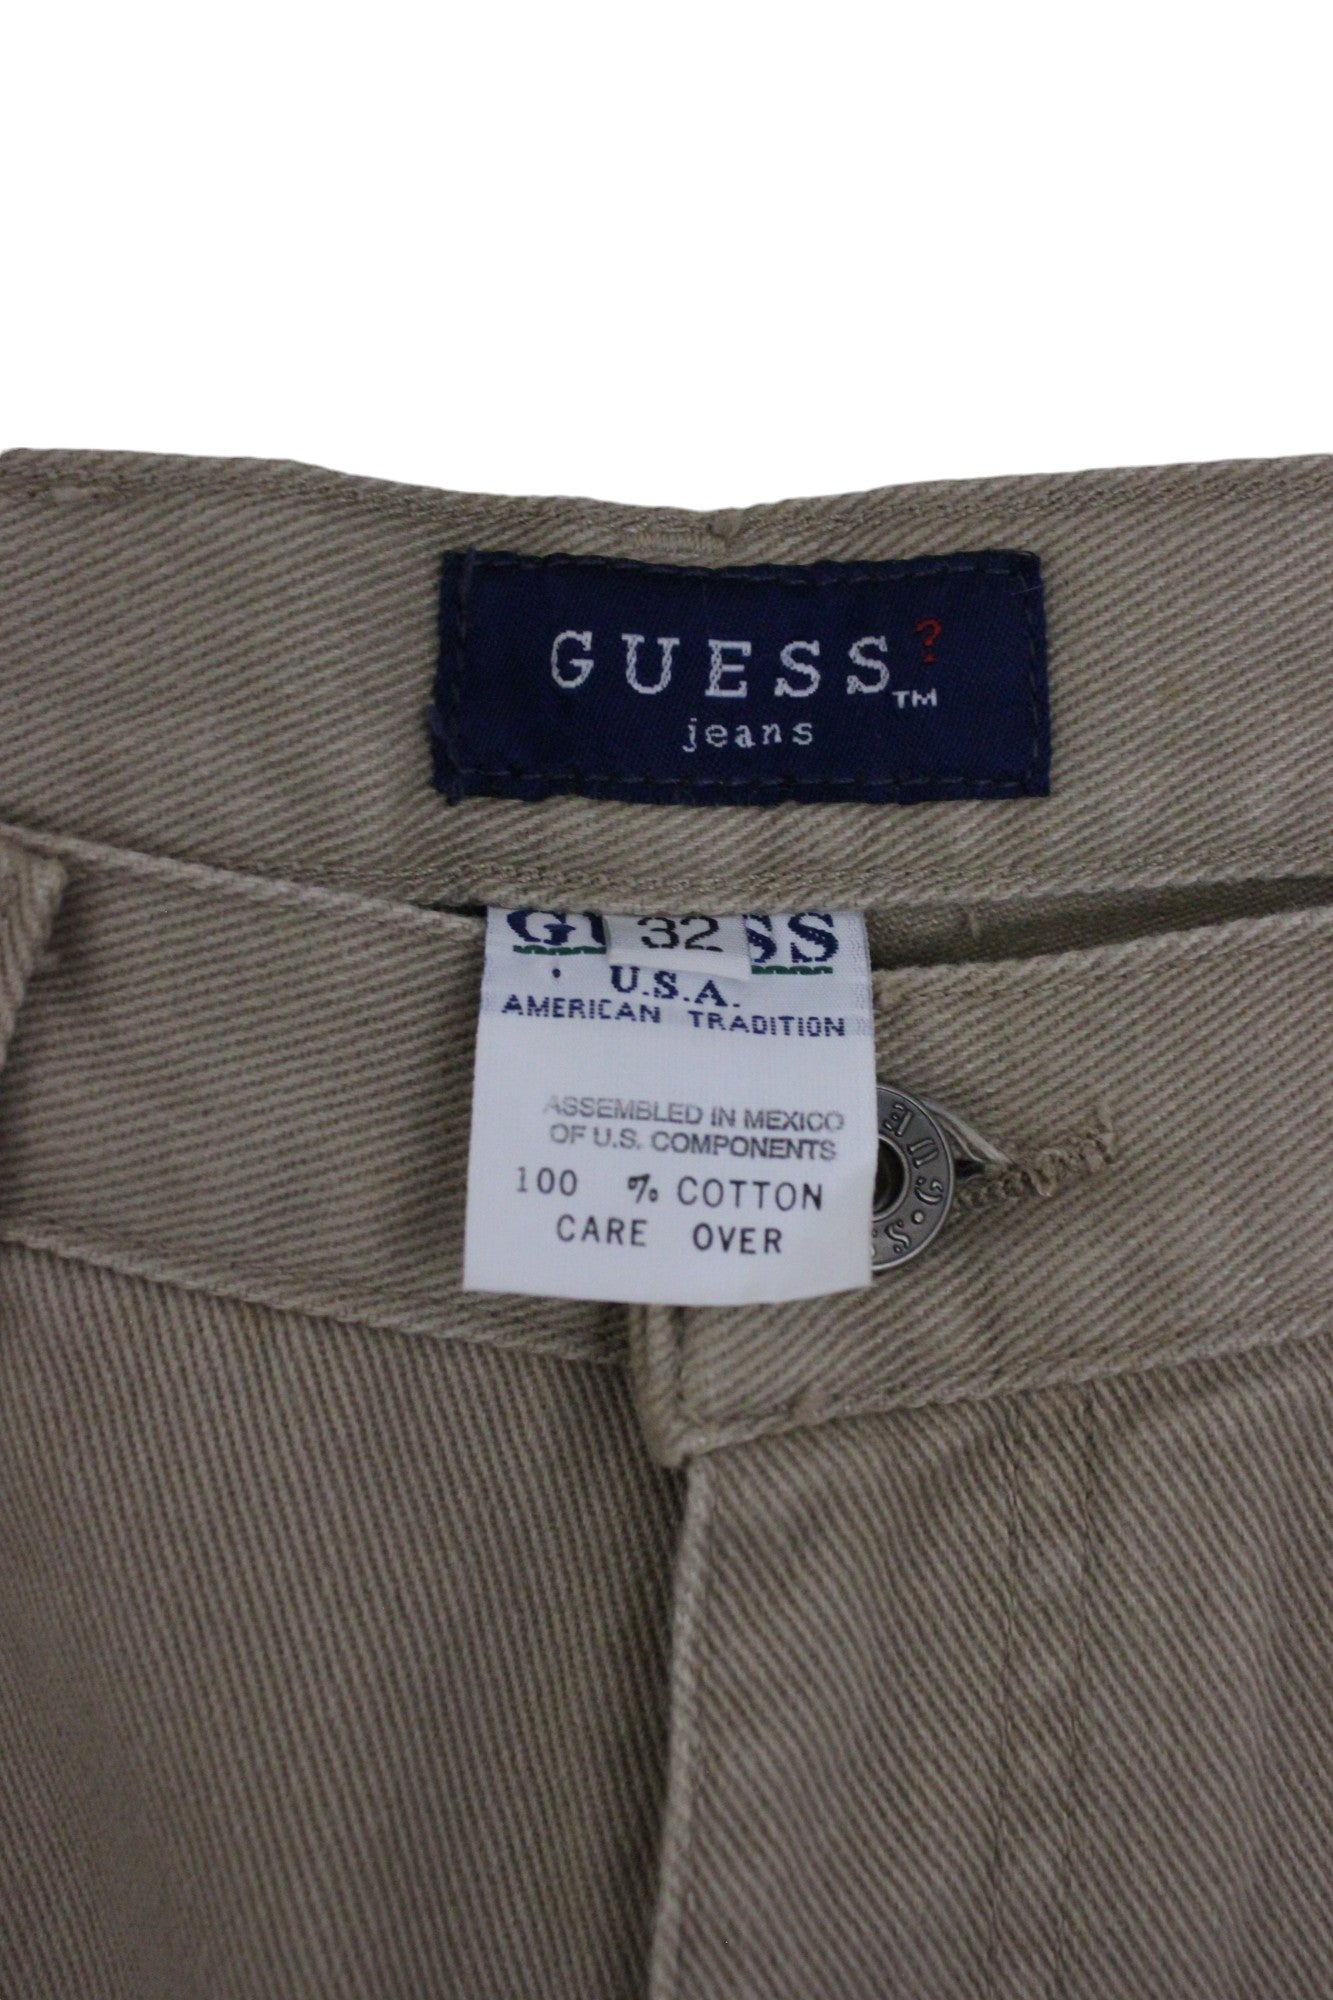 GUESS?™
jeans
32
U.S.A.
AMERICAN TRADITION
ASSEMBLED IN MEXICO
OF U.S. COMPONENTS
100 % COTTON
CARE OVER